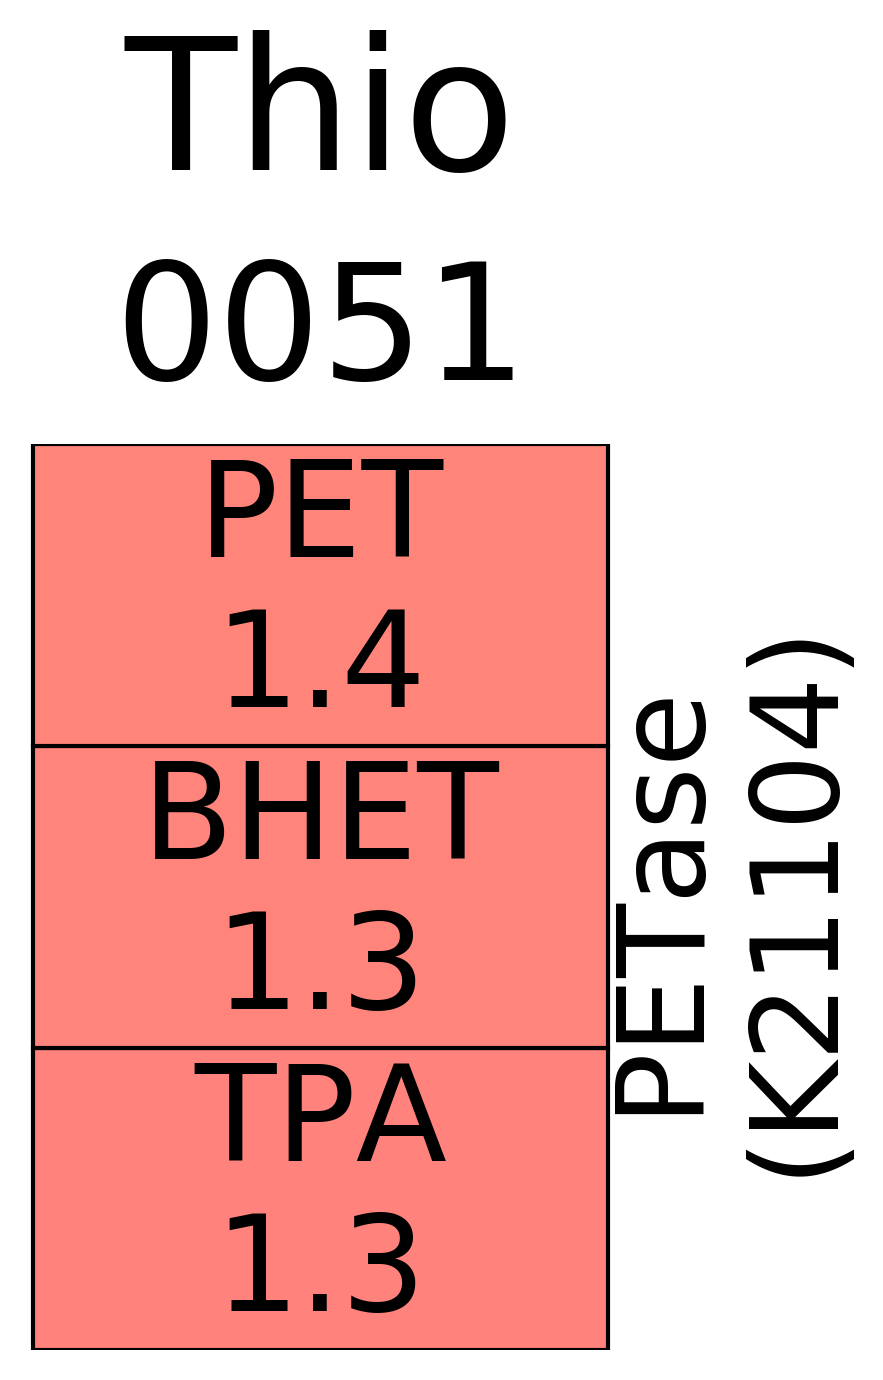 Thio
0051
PET
1.4
BHET
1.3
TPA
1.3
PETase
(K21104)